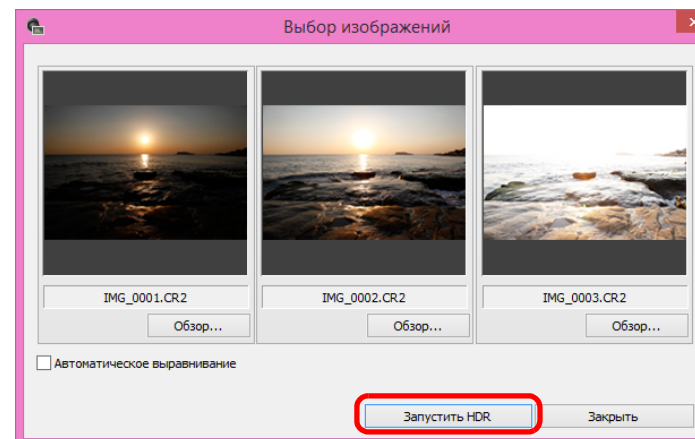 Выбор изображений
IMG_0001.CR2
IMG_0002.CR2
IMG_0003.CR2
Обзор...
Обзор...
Обзор...
Автоматическое выравнивание
Запустить HDR
Закрыть